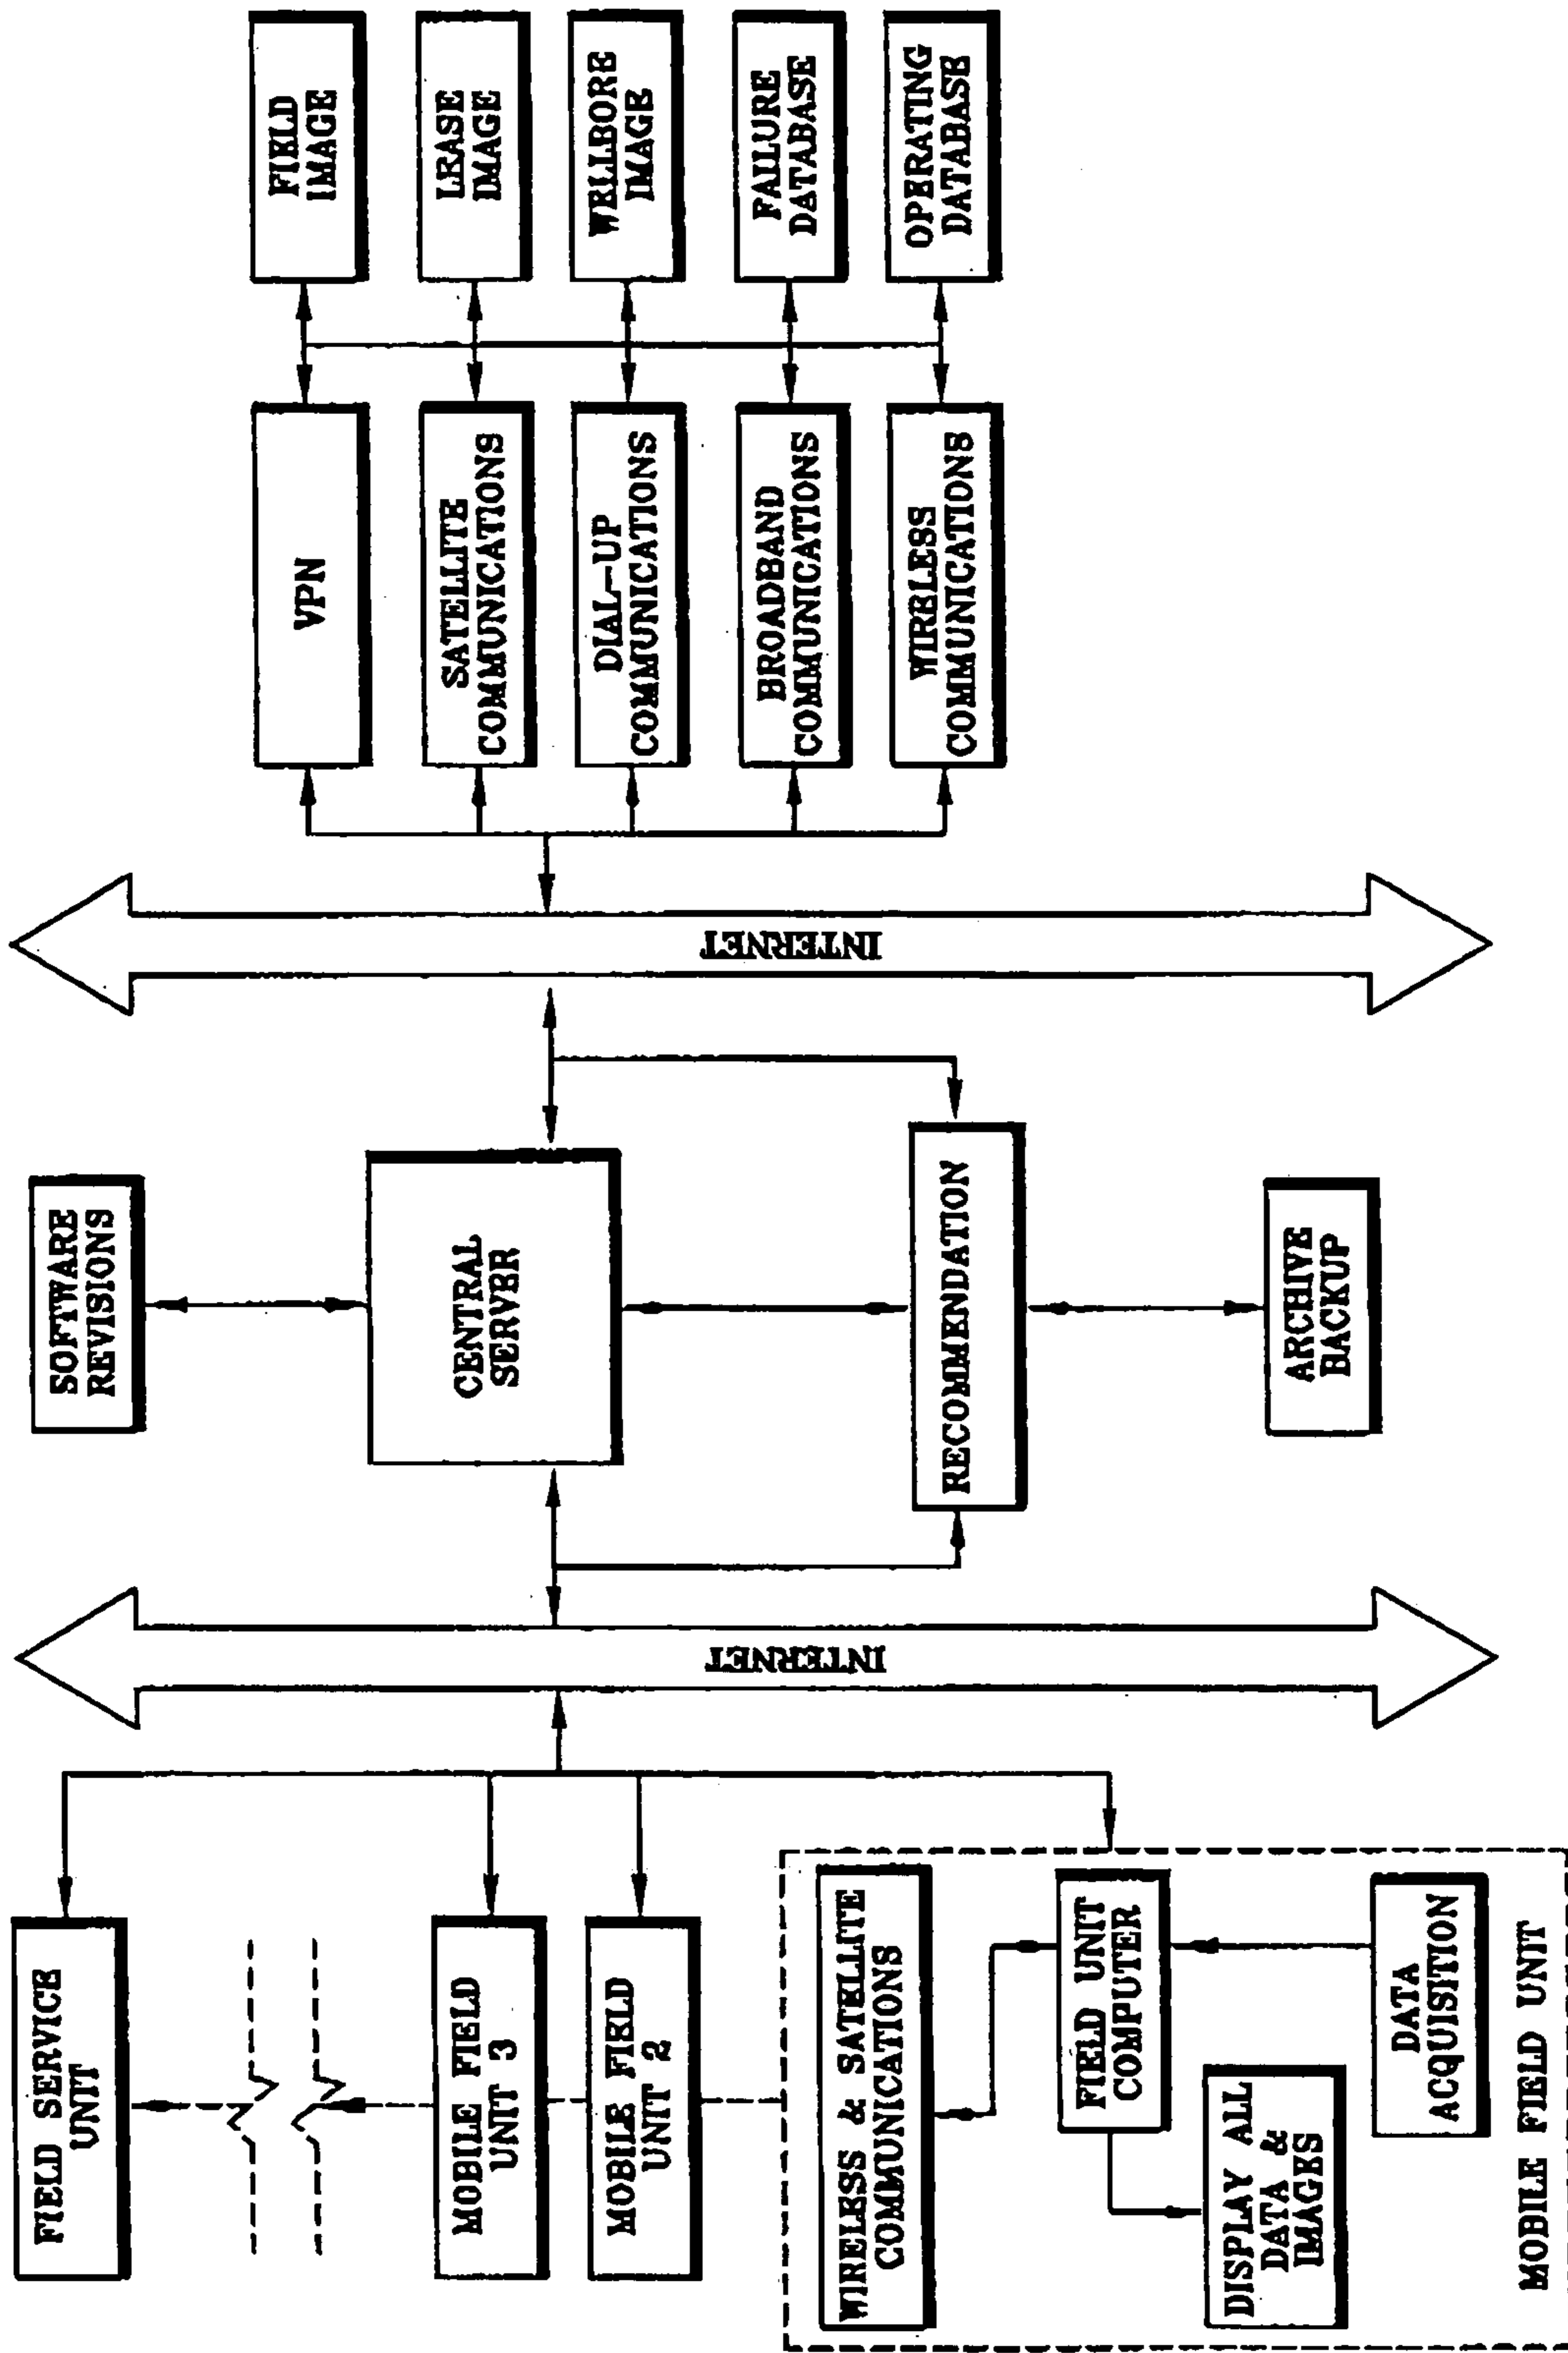 FIELD SERVICE
UNIT
MOBILE FIELD
UNIT 3
MOBILE FIELD
UNIT 2
WIRELESS & SATELLITE
COMMUNICATIONS
FIELD UNIT
COMPUTER
DISPLAY ALL
DATA &
IMAGES
DATA
ACQUISITION
MOBILE FIELD UNIT
INTERNET
SOFTWARE
REVISIONS
CENTRAL
SERVER
RECOMMENDATION
ARCHIVE
BACKUP
INTERNET
VPN
SATELLITE
COMMUNICATIONS
DIAL-UP
COMMUNICATIONS
BROADBAND
COMMUNICATIONS
WIRELESS
COMMUNICATIONS
FIELD
IMAGE
LEASE
IMAGE
WELLBORE
IMAGE
FAILURE
DATABASE
OPERATING
DATABASE